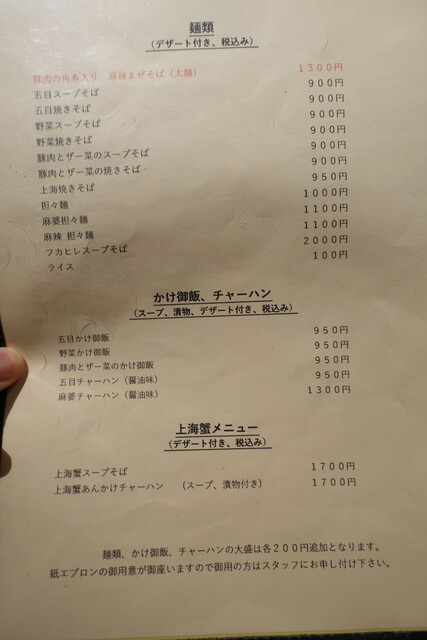 麺類
(デザート付き、税込み)
豚肉の角煮入り　麻辣まぜそば（太麺） 1300円
五目スープそば 900円
五目焼きそば 900円
野菜スープそば 900円
野菜焼きそば 900円
豚肉とザー菜のスープそば 900円
豚肉とザー菜の焼きそば 900円
上海焼きそば 950円
担々麺 1000円
麻婆担々麺 1100円
麻辣 担々麺 1100円
フカヒレスープそば 2000円
ライス 100円
かけ御飯、チャーハン
(スープ、漬物、デザート付き、税込み)
五目かけ御飯 950円
野菜かけ御飯 950円
豚肉とザー菜のかけ御飯 950円
五目チャーハン（醤油味） 950円
麻婆チャーハン（醤油味） 1300円
上海蟹メニュー
(デザート付き、税込み)
上海蟹スープそば 1700円
上海蟹あんかけチャーハン　（スープ、漬物付き） 1700円
麺類、かけ御飯、チャーハンの大盛は各２００円追加となります。
紙エプロンの御用意が御座いますので御用の方はスタッフにお申し付け下さい。